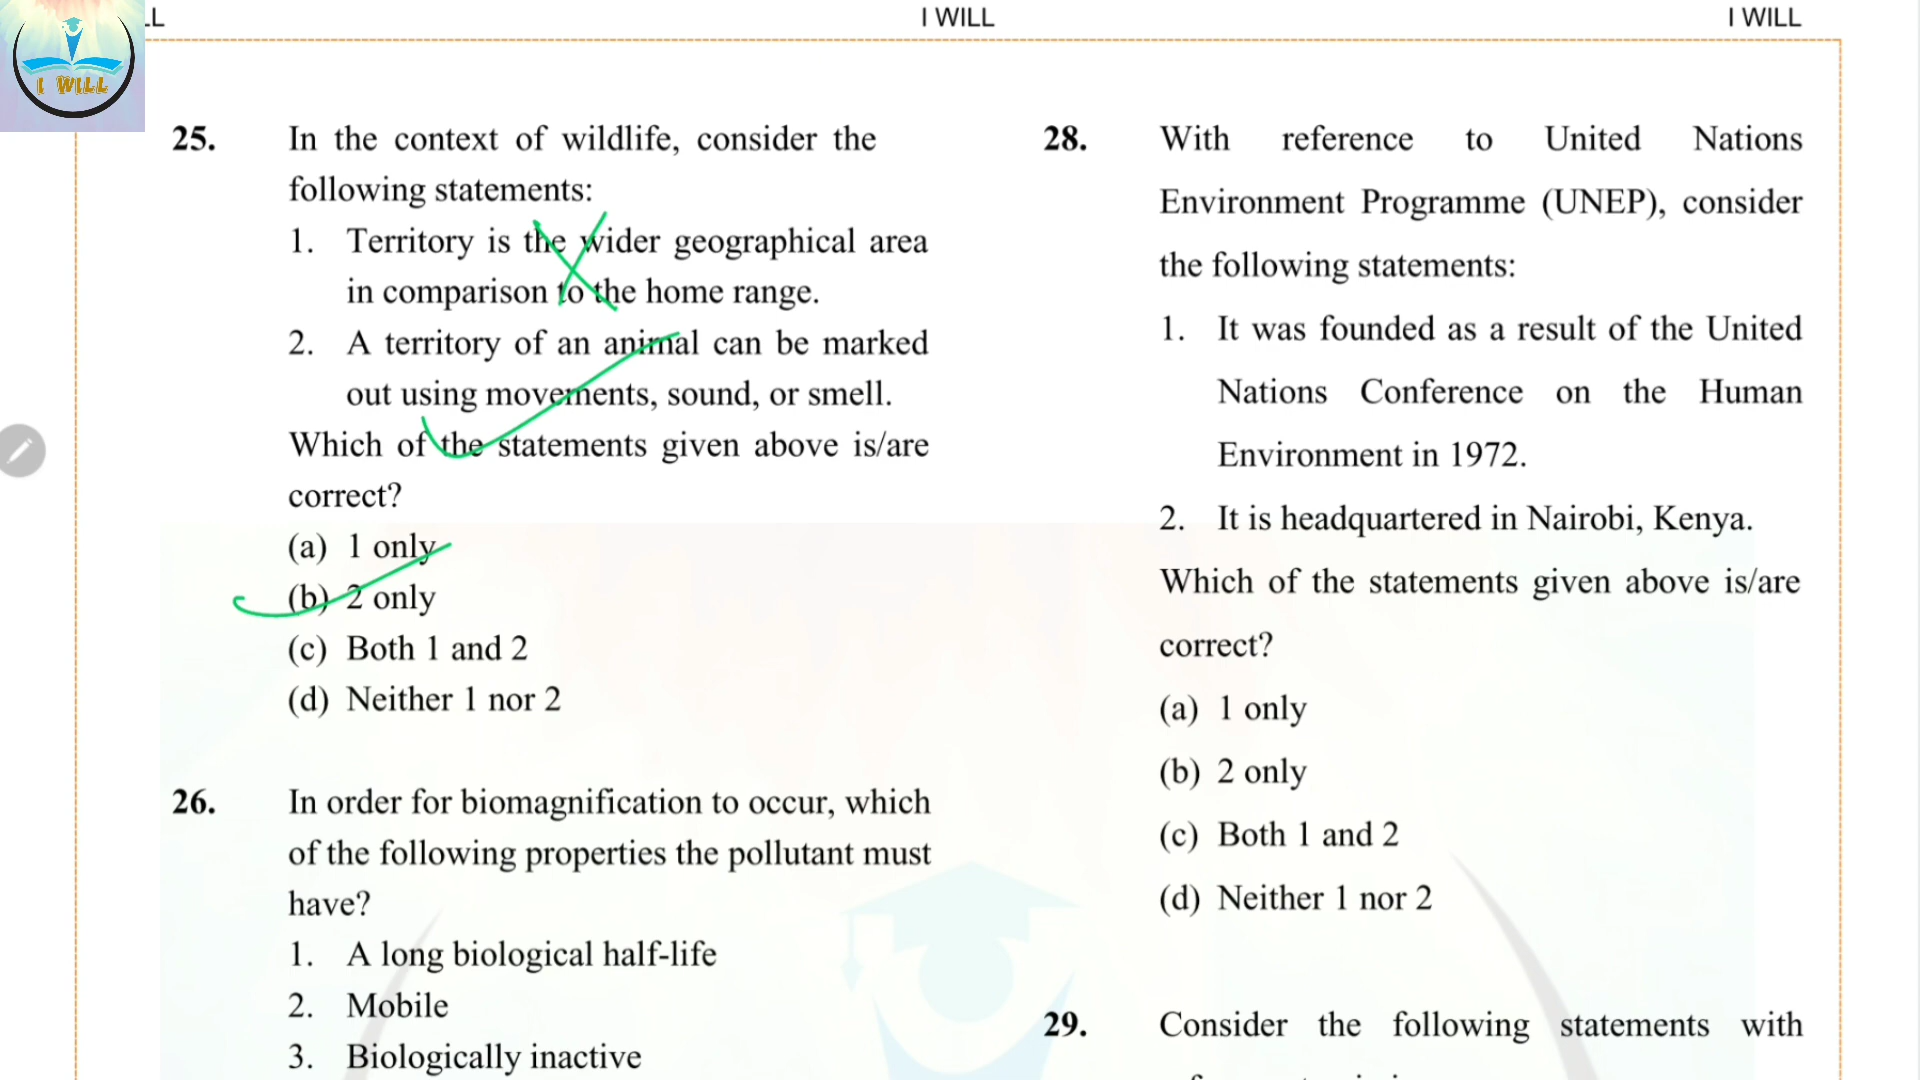 .L I WILL I WILL
I WILL
25. In the context of wildlife, consider the
following statements:
1. Territory is the wider geographical area
in comparison to the home range.
2. A territory of an animal can be marked
out using movements, sound, or smell.
Which of the statements given above is/are
correct?
(a) 1 only
(b) 2 only
(c) Both 1 and 2
(d) Neither 1 nor 2
26. In order for biomagnification to occur, which
of the following properties the pollutant must
have?
1. A long biological half-life
2. Mobile
3. Biologically inactive
28. With reference to United Nations
Environment Programme (UNEP), consider
the following statements:
1. It was founded as a result of the United
Nations Conference on the Human
Environment in 1972.
2. It is headquartered in Nairobi, Kenya.
Which of the statements given above is/are
correct?
(a) 1 only
(b) 2 only
(c) Both 1 and 2
(d) Neither 1 nor 2
29. Consider the following statements with